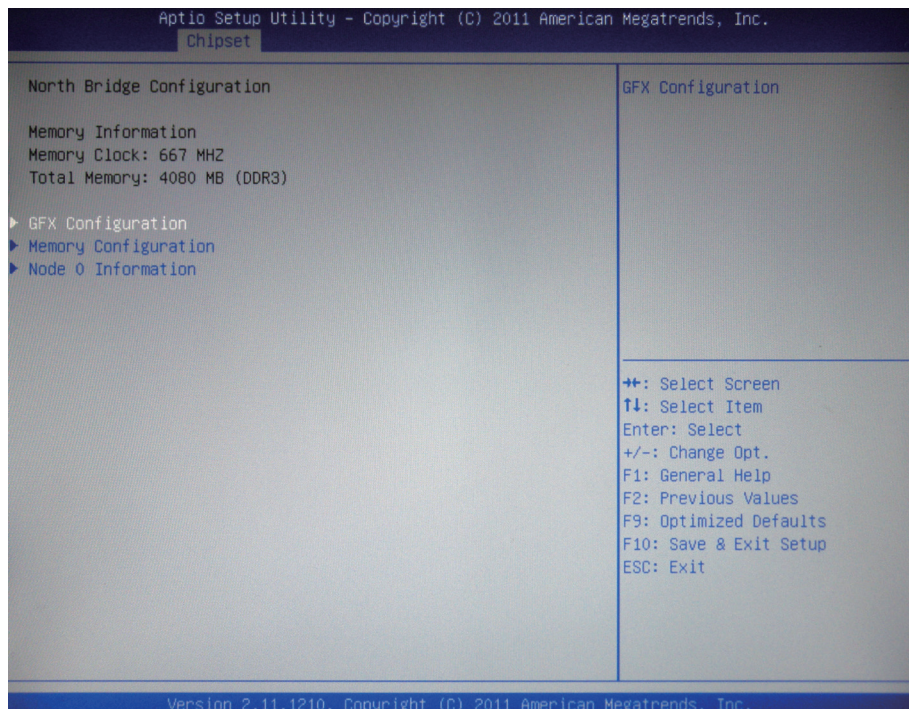 Aptio Setup Utility – Copyright (C) 2011 American Megatrends, Inc.
Chipset
North Bridge Configuration
Memory Information
Memory Clock: 667 MHZ
Total Memory: 4080 MB (DDR3)
GFX Configuration
Memory Configuration
Node 0 Information
GFX Configuration
→←: Select Screen
↑↓: Select Item
Enter: Select
+/-: Change Opt.
F1: General Help
F2: Previous Values
F9: Optimized Defaults
F10: Save & Exit Setup
ESC: Exit
Version 2.11.1210. Copyright (C) 2011 American Megatrends, Inc.